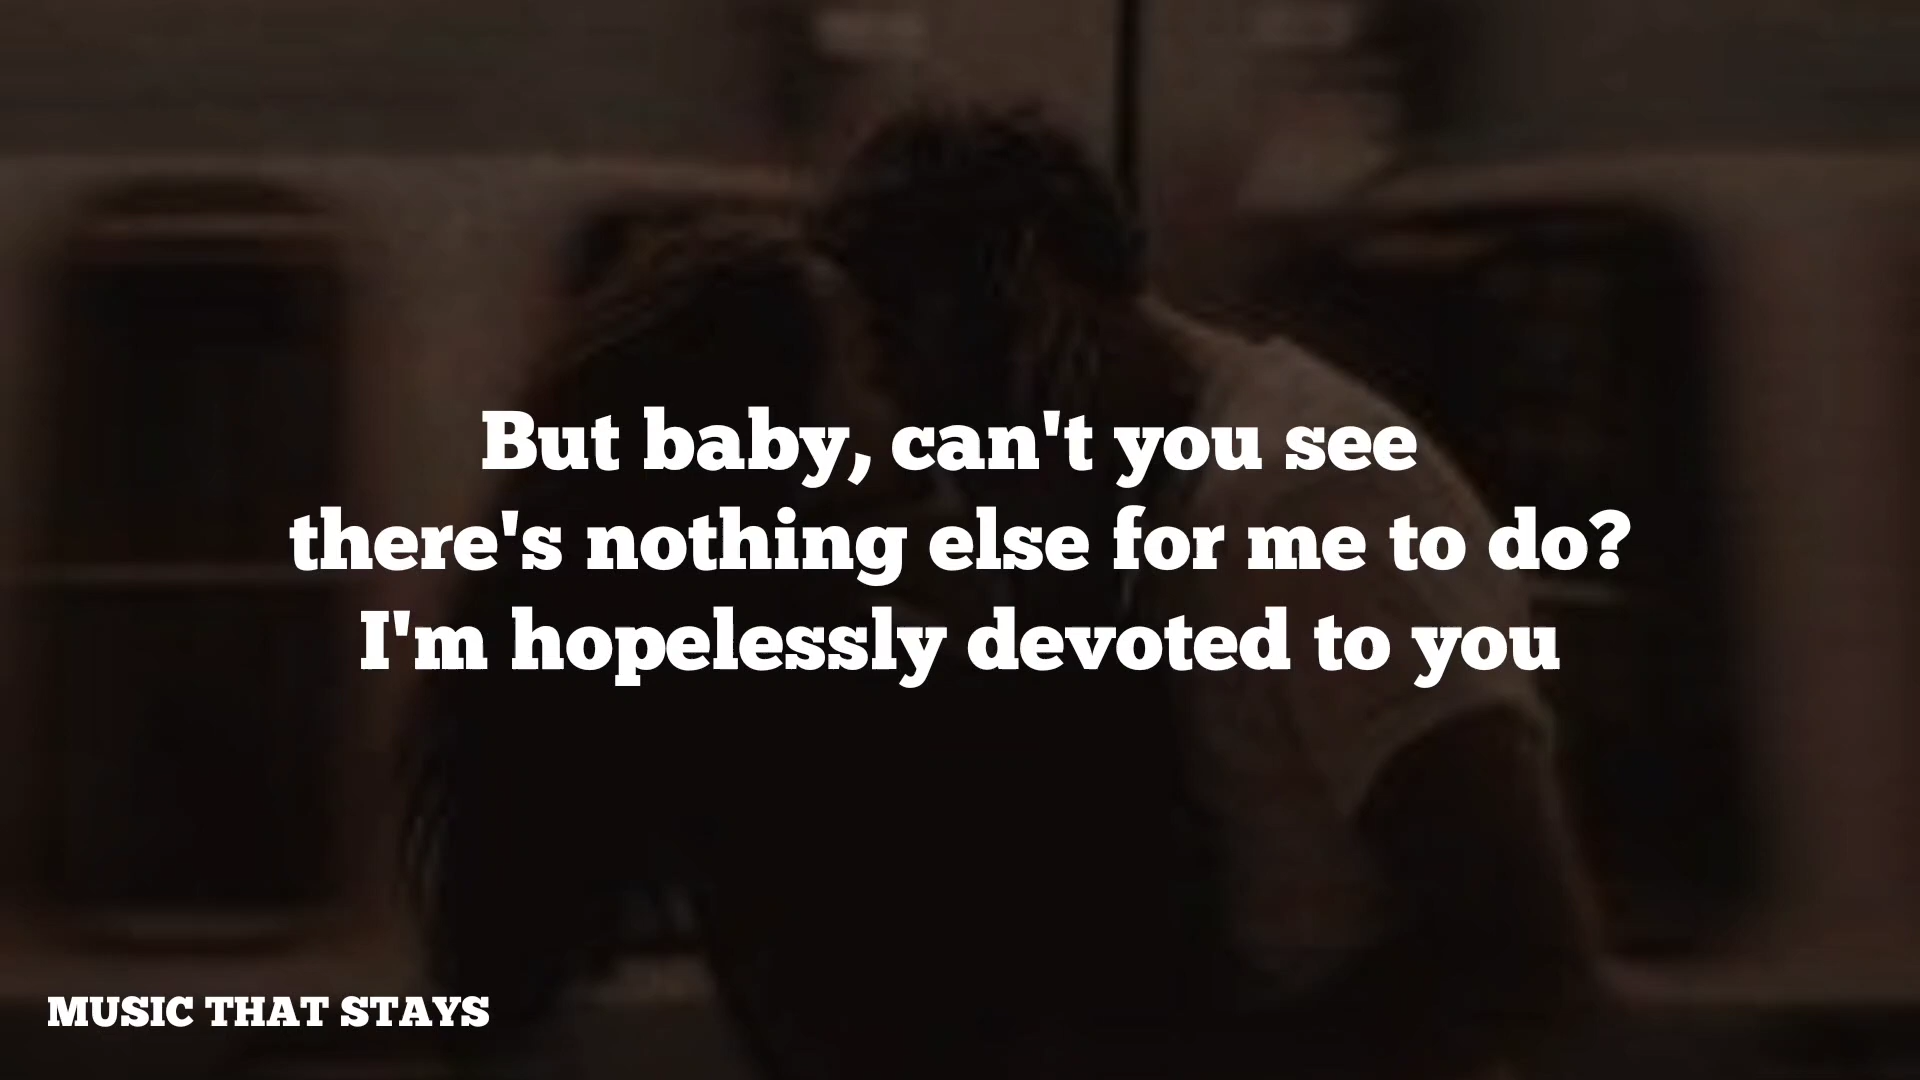 But baby, can't you see
there's nothing else for me to do?
I'm hopelessly devoted to you
MUSIC THAT STAYS